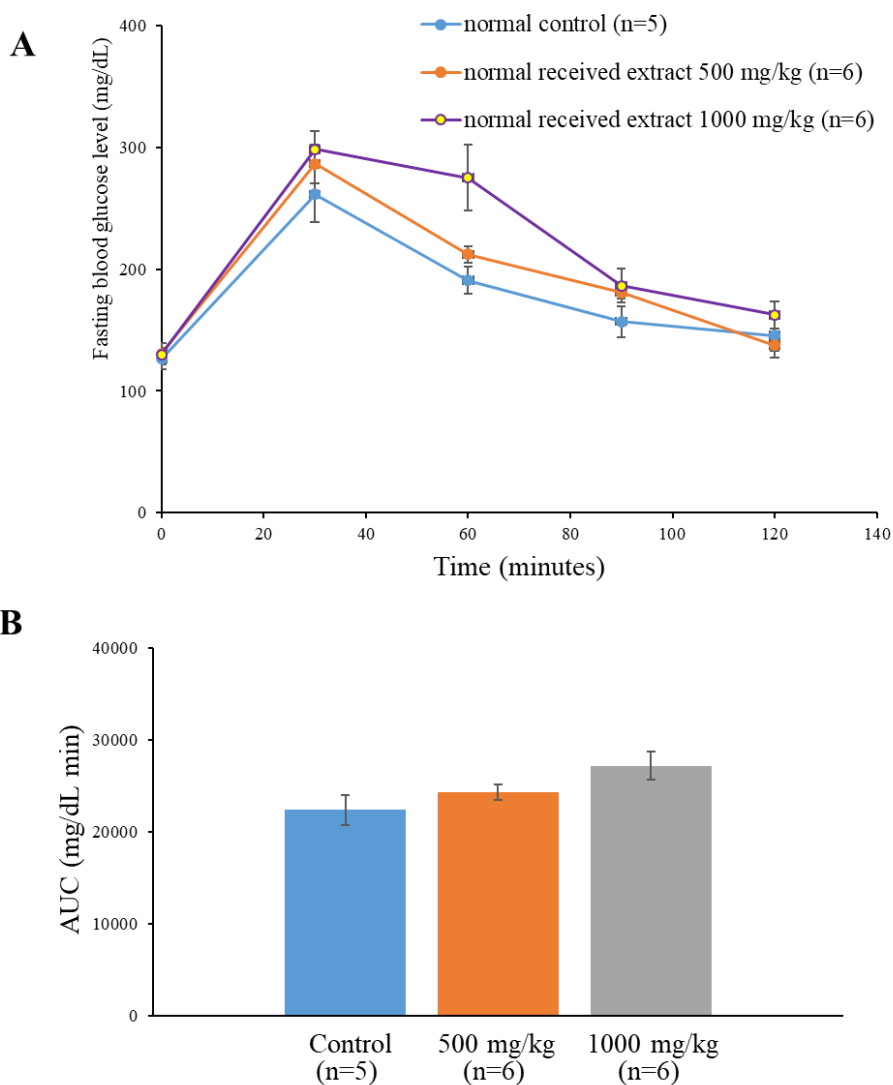 A
Fasting blood glucose level (mg/dL)
400
300
200
100
0
normal control (n=5)
normal received extract 500 mg/kg (n=6)
normal received extract 1000 mg/kg (n=6)
0 20 40 60 80 100 120 140
Time (minutes)
B
AUC (mg/dL min)
40000
30000
20000
10000
0
Control 500 mg/kg 1000 mg/kg
(n=5) (n=6) (n=6)